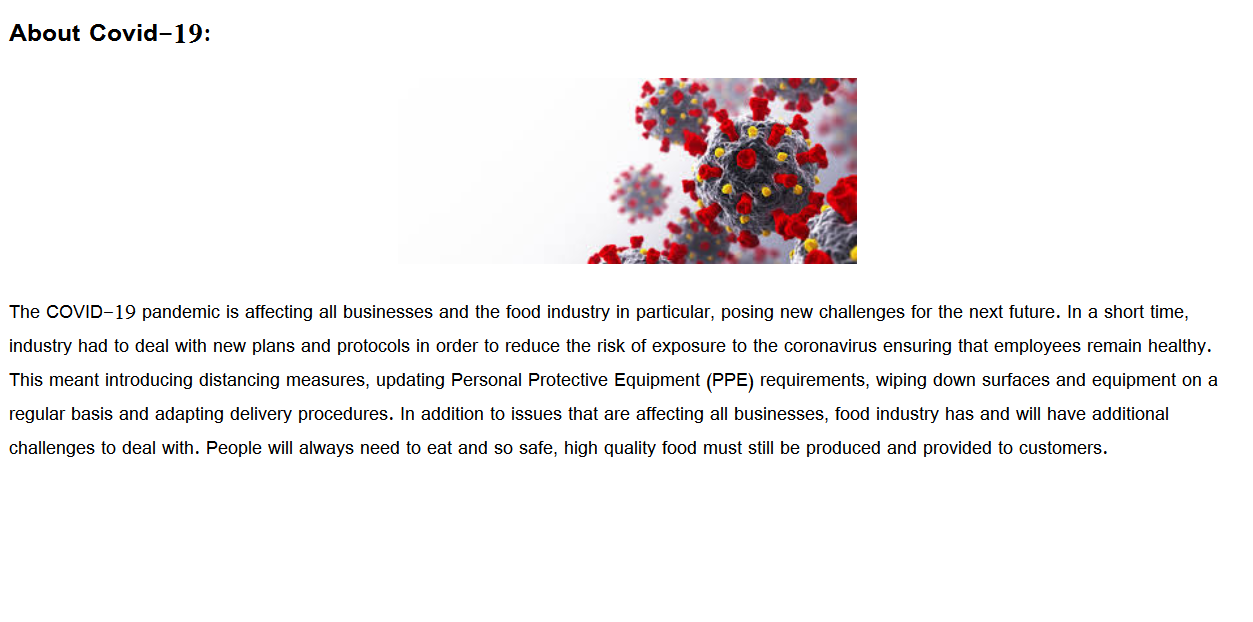 About Covid-19:
The COVID-19 pandemic is affecting all businesses and the food industry in particular, posing new challenges for the next future. In a short time,
industry had to deal with new plans and protocols in order to reduce the risk of exposure to the coronavirus ensuring that employees remain healthy.
This meant introducing distancing measures, updating Personal Protective Equipment (PPE) requirements, wiping down surfaces and equipment on a
regular basis and adapting delivery procedures. In addition to issues that are affecting all businesses, food industry has and will have additional
challenges to deal with. People will always need to eat and so safe, high quality food must still be produced and provided to customers.